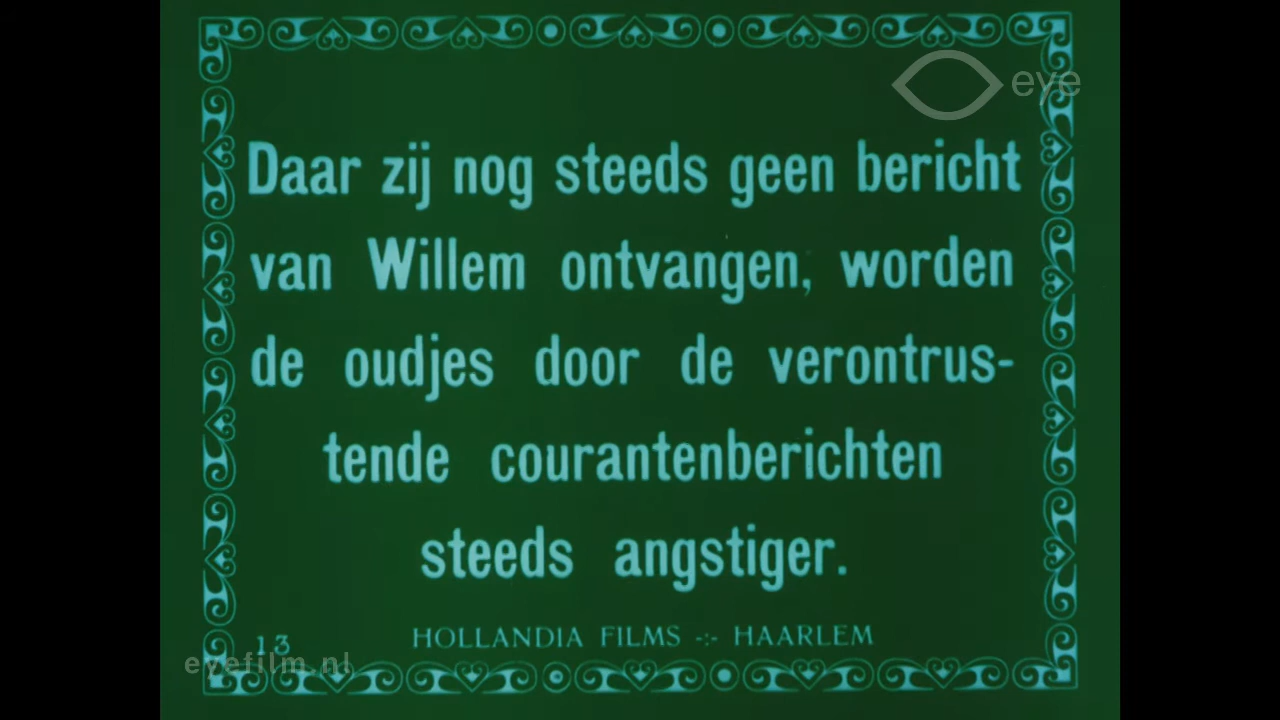 eye
Daar zij nog steeds geen bericht
van Willem ontvangen, worden
de oudjes door de verontrus-
tende courantenberichten
steeds angstiger.
HOLLANDIA FILMS -:- HAARLEM
13
eyefilm.nl